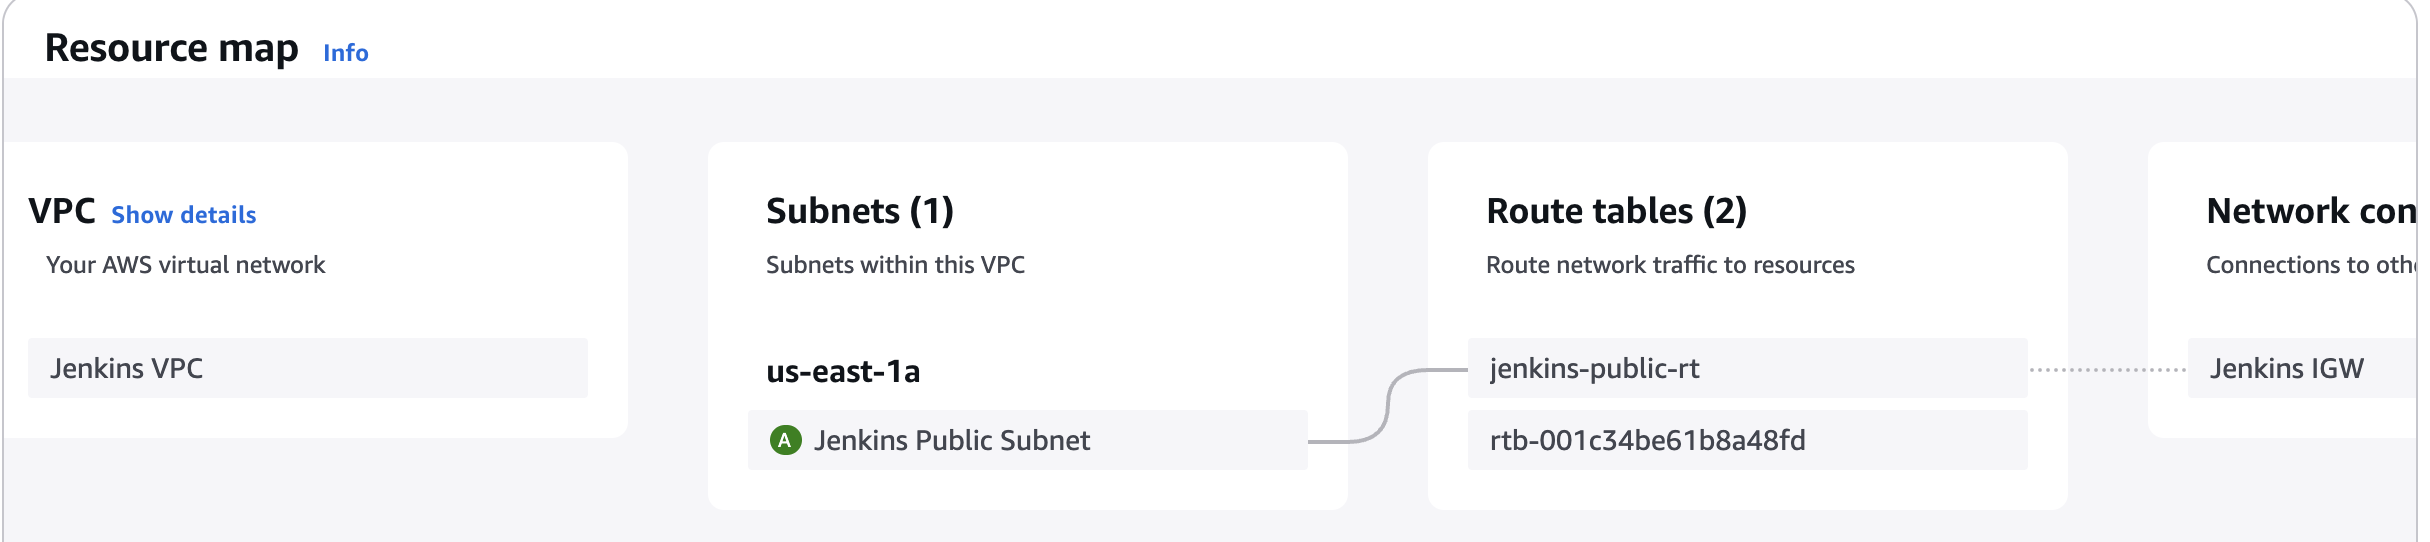 Resource map Info
VPC Show details
Your AWS virtual network
Jenkins VPC
Subnets (1)
Subnets within this VPC
us-east-1a
A Jenkins Public Subnet
Route tables (2)
Route network traffic to resources
jenkins-public-rt
rtb-001c34be61b8a48fd
Network con
Connections to oth
Jenkins IGW